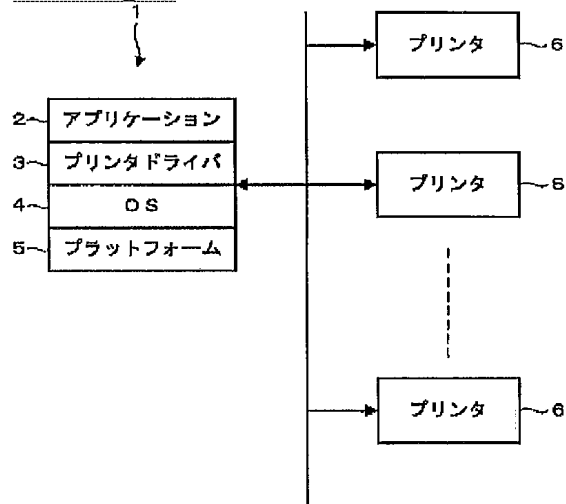 1
プリンタ 6
2 アプリケーション
3 プリンタドライバ
4 OS
5 プラットフォーム
プリンタ 6
プリンタ 6